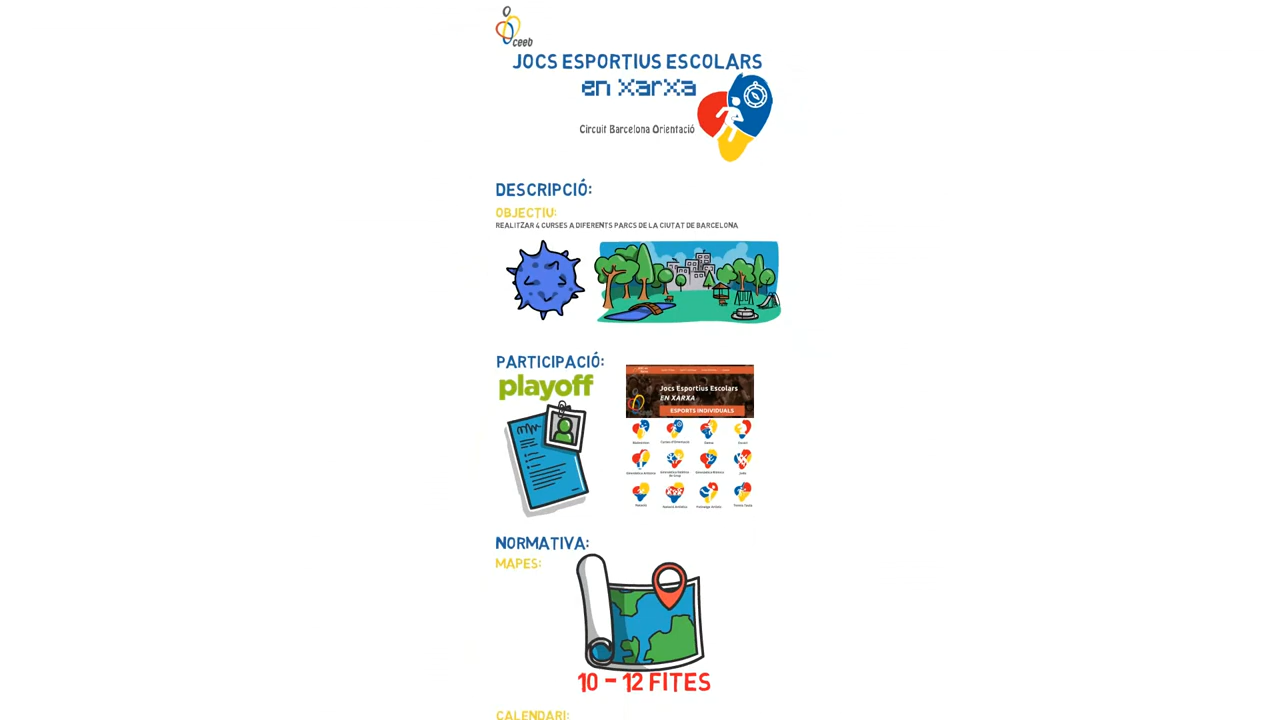 ceeb
JOCS ESPORTIUS ESCOLARS
en xarxa
Circuit Barcelona Orientació
DESCRIPCIÓ:
OBJECTIU:
REALITZAR 4 CURSES A DIFERENTS PARCS DE LA CIUTAT DE BARCELONA
PARTICIPACIÓ:
playoff
Jocs Esportius Escolars
EN XARXA
ESPORTS INDIVIDUALS
NORMATIVA:
MAPES:
10 - 12 FITES
CALENDARI: